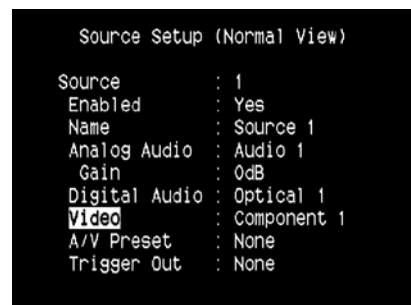 Source Setup (Normal View)
Source : 1
Enabled : Yes
Name : Source 1
Analog Audio : Audio 1
Gain : 0dB
Digital Audio : Optical 1
Video : Component 1
A/V Preset : None
Trigger Out : None